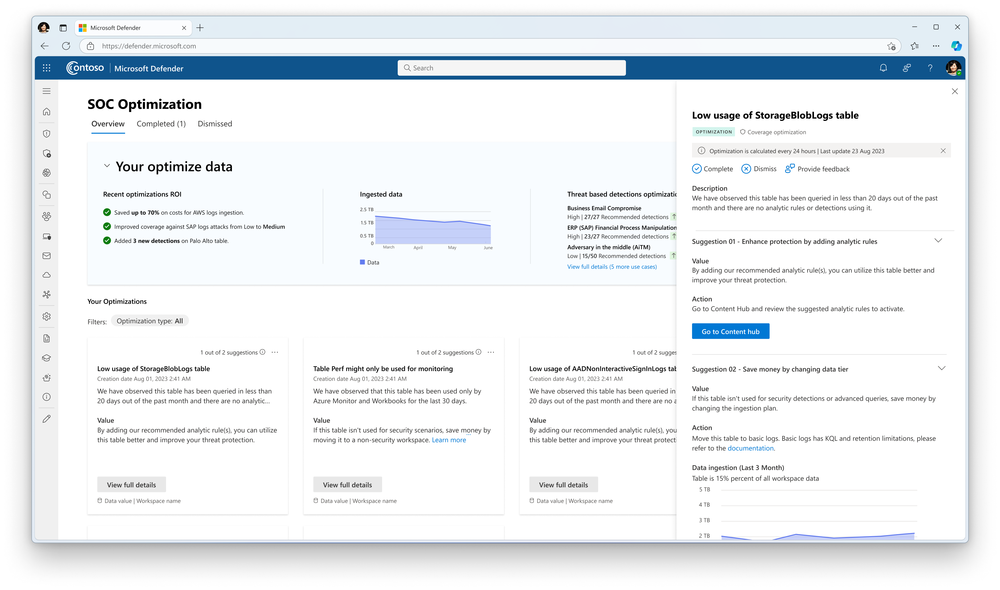 Microsoft Defender
https://defender.microsoft.com
Contoso
Microsoft Defender
Search
SOC Optimization
Overview
Completed (1)
Dismissed
Your optimize data
Recent optimizations ROI
Saved up to 70% on costs for AWS logs ingestion.
Improved coverage against SAP logs attacks from Low to Medium
Added 3 new detections on Palo Alto table.
Ingested data
2.5 TB
1.5 TB
0.5 TB
0
March
April
May
June
Data
Threat based detections optimizatio
Business Email Compromise
High | 27/27 Recommended detections
ERP (SAP) Financial Process Manipulation
High | 23/27 Recommended detections
Adversary in the middle (AiTM)
Low | 15/50 Recommended detections
View full details (5 more use cases)
Your Optimizations
Filters:
Optimization type: All
1 out of 2 suggestions
Low usage of StorageBlobLogs table
Creation date Aug 01, 2023 2:41 AM
We have observed this table has been queried in less than
20 days out of the past month and there are no analytic...
Value
By adding our recommended analytic rule(s), you can utilize
this table better and improve your threat protection.
View full details
Data value | Workspace name
1 out of 2 suggestions
Table Perf might only be used for monitoring
Creation date Aug 01, 2023 2:41 AM
We have observed that this table has been used only by
Azure Monitor and Workbooks for the last 30 days.
Value
If this table isn't used for security scenarios, save money by
moving it to a non-security workspace. Learn more
...
View full details
Data value | Workspace name
1 out of 2 sugges
Low usage of AADNonInteractiveSignInLogs tab
Creation date Aug 01, 2023 2:41 AM
We have observed this table has been queried in
20 days out of the past month and there are no a
Value
By adding our recommended analytic rule(s), you
this table better and improve your threat protecti
View full details
Data value | Workspace name
Low usage of StorageBlobLogs table
OPTIMIZATION
Coverage optimization
Optimization is calculated every 24 hours | Last update 23 Aug 2023
Complete
Dismiss
Provide feedback
Description
We have observed this table has been queried in less than 20 days out of the past
month and there are no analytic rules or detections using it.
Suggestion 01 - Enhance protection by adding analytic rules
Value
By adding our recommended analytic rule(s), you can utilize this table better and
improve your threat protection.
Action
Go to Content Hub and review the suggested analytic rules to activate.
Go to Content hub
Suggestion 02 - Save money by changing data tier
Value
If this table isn't used for security detections or advanced queries, save money by
changing the ingestion plan.
Action
Move this table to basic logs. Basic logs has KQL and retention limitations, please
refer to the documentation.
Data ingestion (Last 3 Month)
Table is 15% percent of all workspace data
5 TB
4 TB
3 TB
2 TB